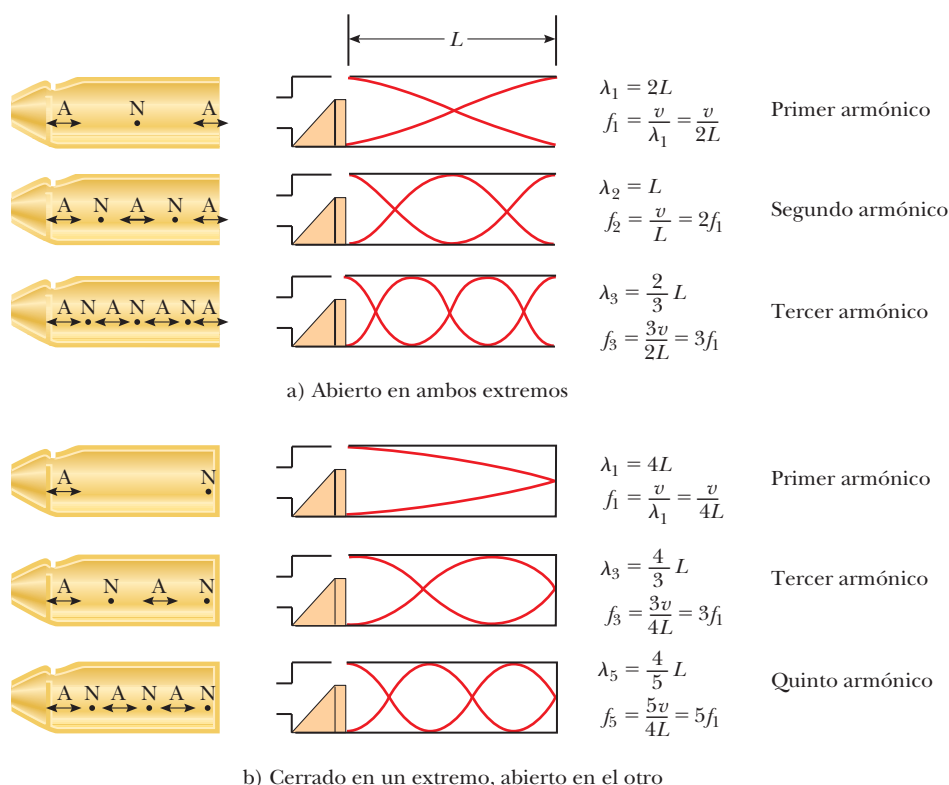 L
A N A
λ₁ = 2L
f₁ = v/λ₁ = v/2L
Primer armónico
A N A N A
λ₂ = L
f₂ = v/L = 2f₁
Segundo armónico
A N A N A N A
λ₃ = 2/3 L
f₃ = 3v/2L = 3f₁
Tercer armónico
a) Abierto en ambos extremos
A N
λ₁ = 4L
f₁ = v/λ₁ = v/4L
Primer armónico
A N A N
λ₃ = 4/3 L
f₃ = 3v/4L = 3f₁
Tercer armónico
A N A N A N
λ₅ = 4/5 L
f₅ = 5v/4L = 5f₁
Quinto armónico
b) Cerrado en un extremo, abierto en el otro